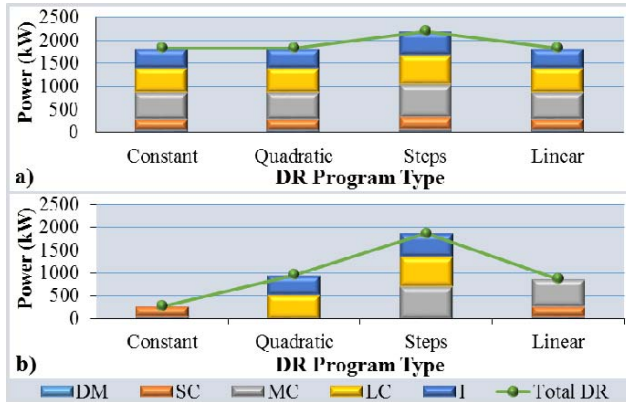 2500
2000
1500
1000
500
0
Power (kW)
Constant Quadratic Steps Linear
a) DR Program Type
2500
2000
1500
1000
500
0
Power (kW)
Constant Quadratic Steps Linear
b) DR Program Type
DM SC MC LC I Total DR